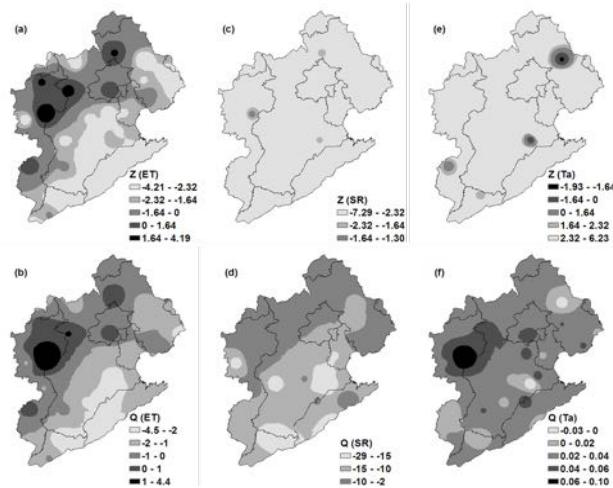 (a)
Z (ET)
-4.21 - -2.32
-2.32 - -1.64
-1.64 - 0
0 - 1.64
1.64 - 4.19
(c)
Z (SR)
-7.29 - -2.32
-2.32 - -1.64
-1.64 - -1.30
(e)
Z (Ta)
-1.93 - -1.64
-1.64 - 0
0 - 1.64
1.64 - 2.32
2.32 - 6.23
(b)
Q (ET)
-4.5 - -2
-2 - -1
-1 - 0
0 - 1
1 - 4.4
(d)
Q (SR)
-29 - -15
-15 - -10
-10 - -2
(f)
Q (Ta)
-0.03 - 0
0 - 0.02
0.02 - 0.04
0.04 - 0.06
0.06 - 0.10